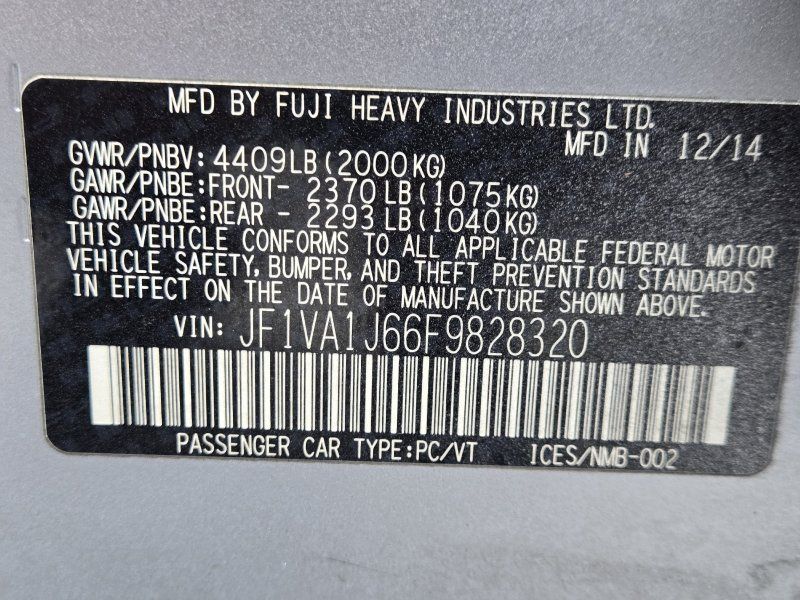 MFD BY FUJI HEAVY INDUSTRIES LTD.
MFD IN 12/14
GVWR/PNBV: 4409LB(2000KG)
GAWR/PNBE:FRONT- 2370LB(1075KG)
GAWR/PNBE:REAR - 2293LB(1040KG)
THIS VEHICLE CONFORMS TO ALL APPLICABLE FEDERAL MOTOR
VEHICLE SAFETY, BUMPER, AND THEFT PREVENTION STANDARDS
IN EFFECT ON THE DATE OF MANUFACTURE SHOWN ABOVE.
VIN: JF1VA1J66F9828320
PASSENGER CAR TYPE:PC/VT ICES/NMB-002